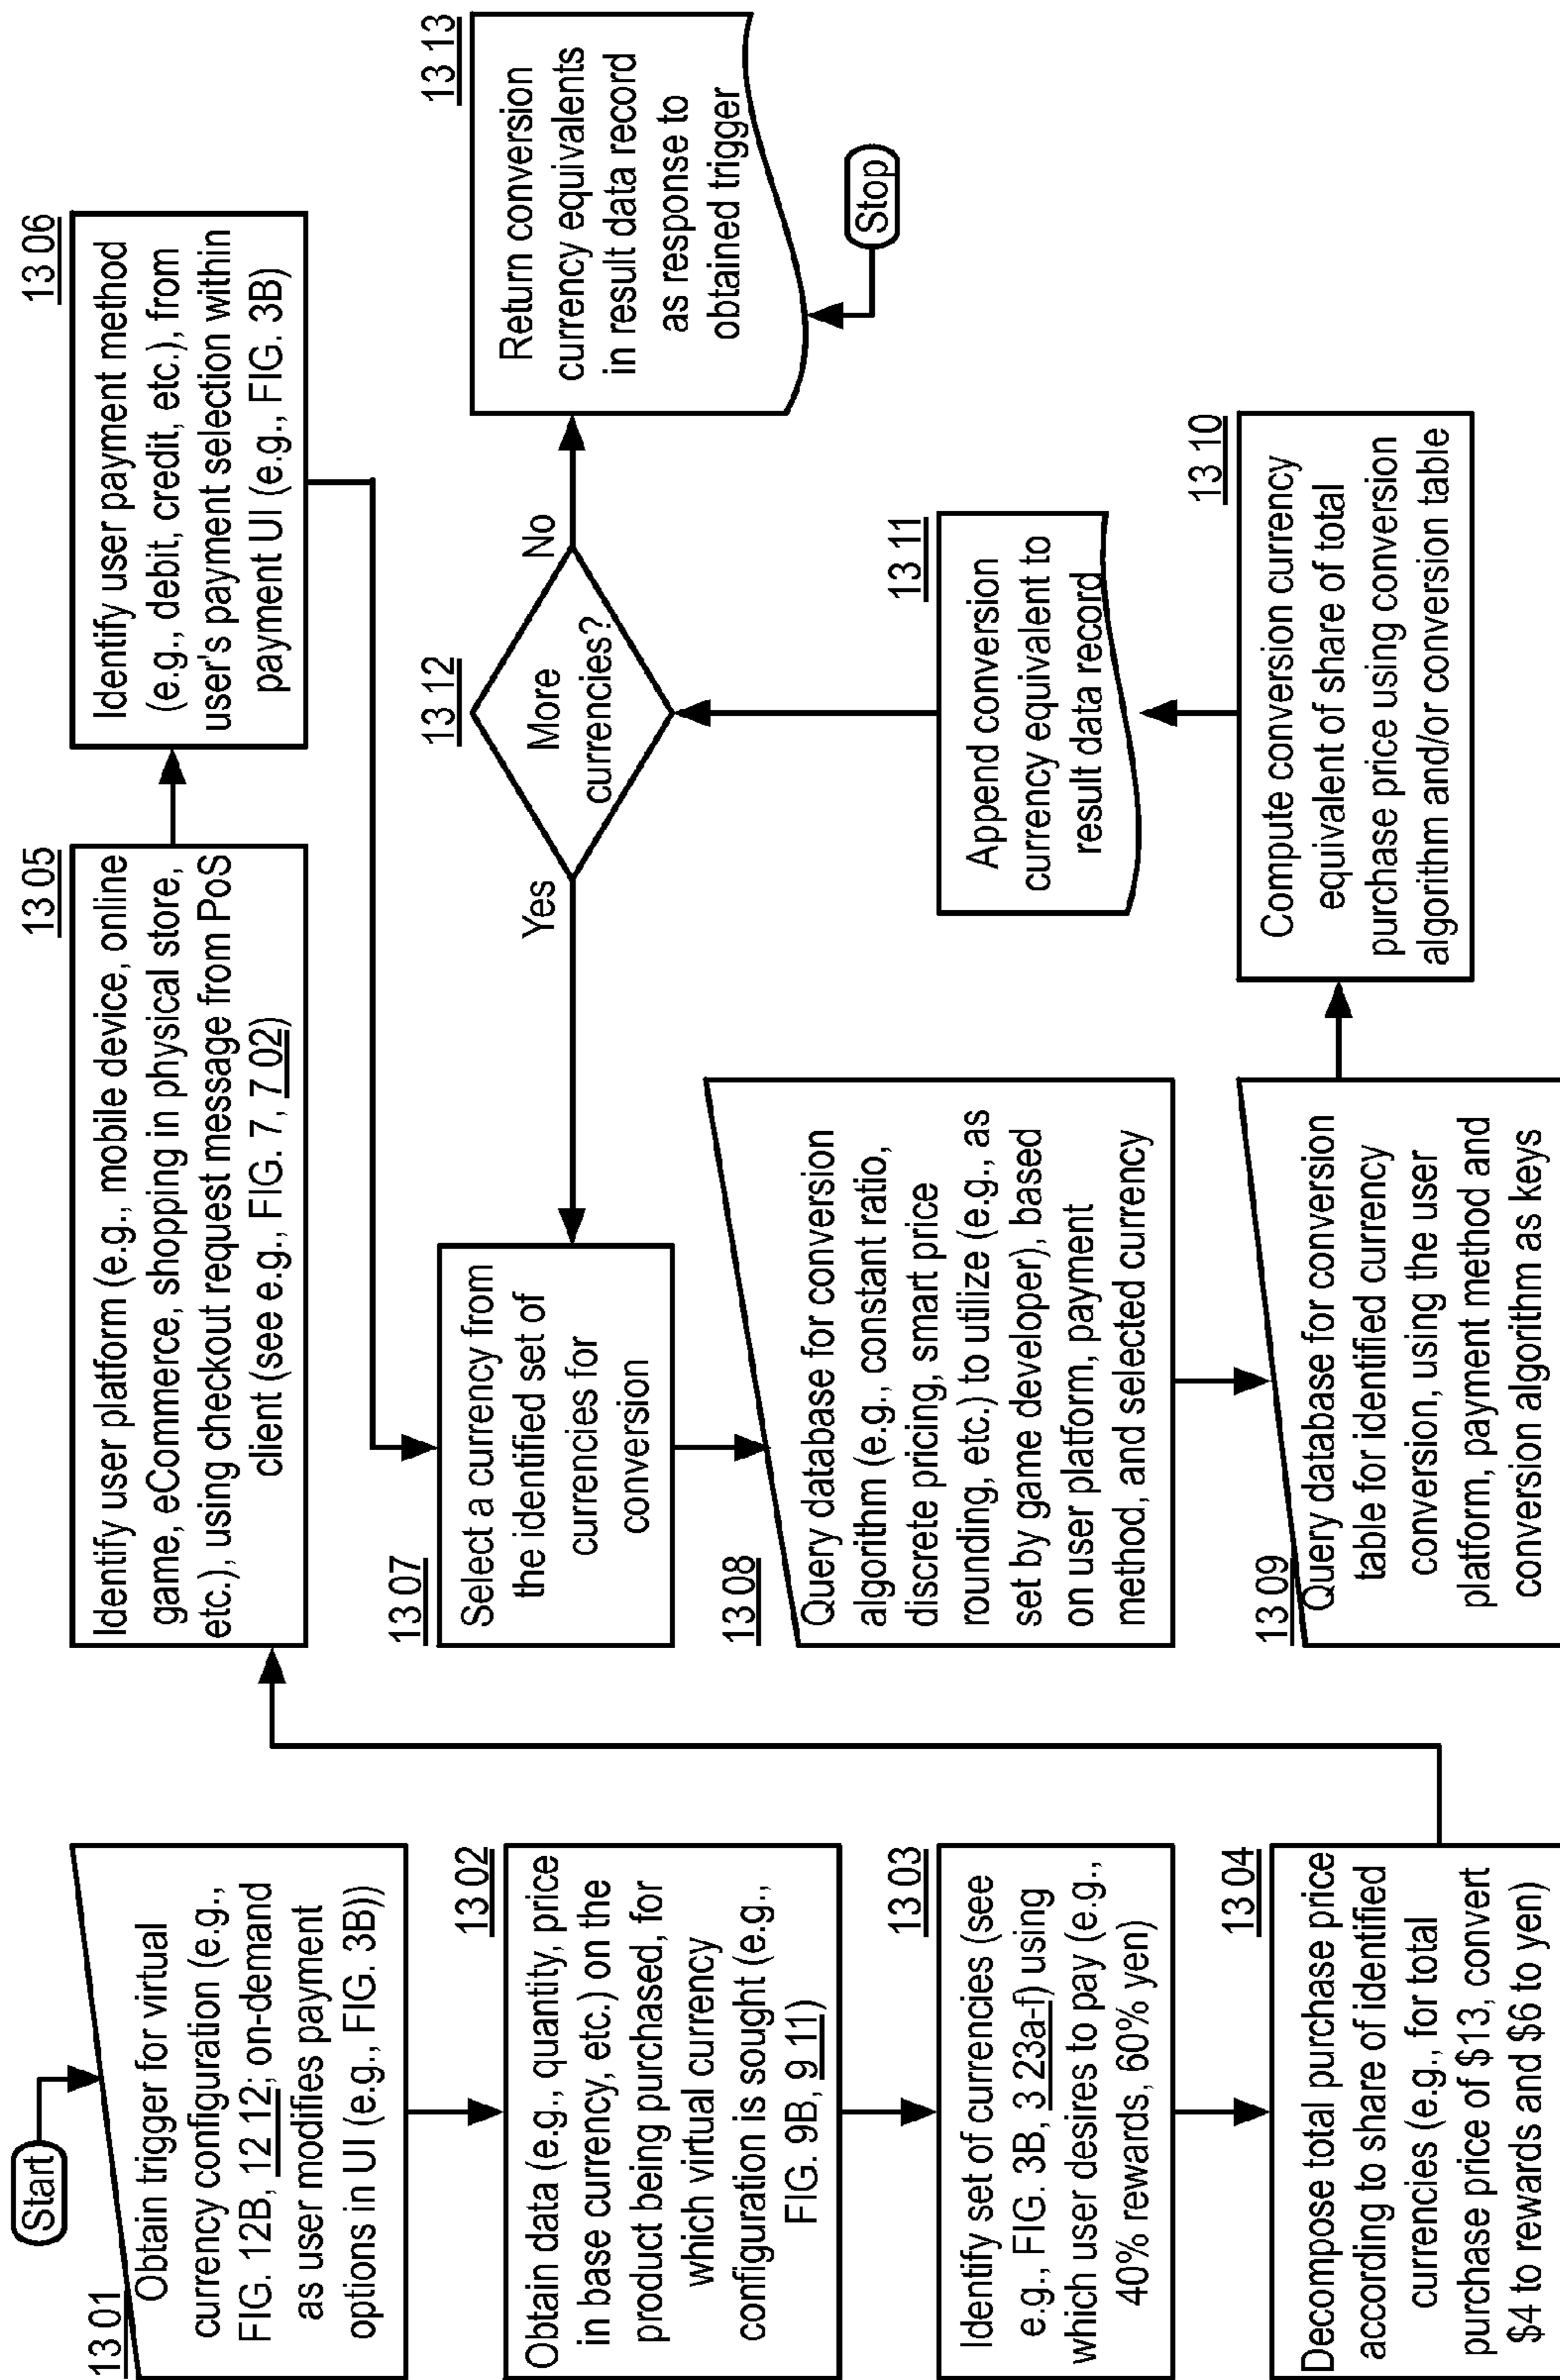 Start
13 01
Obtain trigger for virtual
currency configuration (e.g.,
FIG. 12B, 12 12; on-demand
as user modifies payment
options in UI (e.g., FIG. 3B))
13 02
Obtain data (e.g., quantity, price
in base currency, etc.) on the
product being purchased, for
which virtual currency
configuration is sought (e.g.,
FIG. 9B, 9 11)
13 03
Identify set of currencies (see
e.g., FIG. 3B, 3 23a-f) using
which user desires to pay (e.g.,
40% rewards, 60% yen)
13 04
Decompose total purchase price
according to share of identified
currencies (e.g., for total
purchase price of $13, convert
$4 to rewards and $6 to yen)
13 05
Identify user platform (e.g., mobile device, online
game, eCommerce, shopping in physical store,
etc.), using checkout request message from PoS
client (see e.g., FIG. 7, 7 02)
13 06
Identify user payment method
(e.g., debit, credit, etc.), from
user's payment selection within
payment UI (e.g., FIG. 3B)
13 07
Select a currency from
the identified set of
currencies for
conversion
13 08
Query database for conversion
algorithm (e.g., constant ratio,
discrete pricing, smart price
rounding, etc.) to utilize (e.g., as
set by game developer), based
on user platform, payment
method, and selected currency
13 09
Query database for conversion
table for identified currency
conversion, using the user
platform, payment method and
conversion algorithm as keys
13 10
Compute conversion currency
equivalent of share of total
purchase price using conversion
algorithm and/or conversion table
13 11
Append conversion
currency equivalent to
result data record
13 12
More
currencies?
Yes
No
13 13
Return conversion
currency equivalents
in result data record
as response to
obtained trigger
Stop